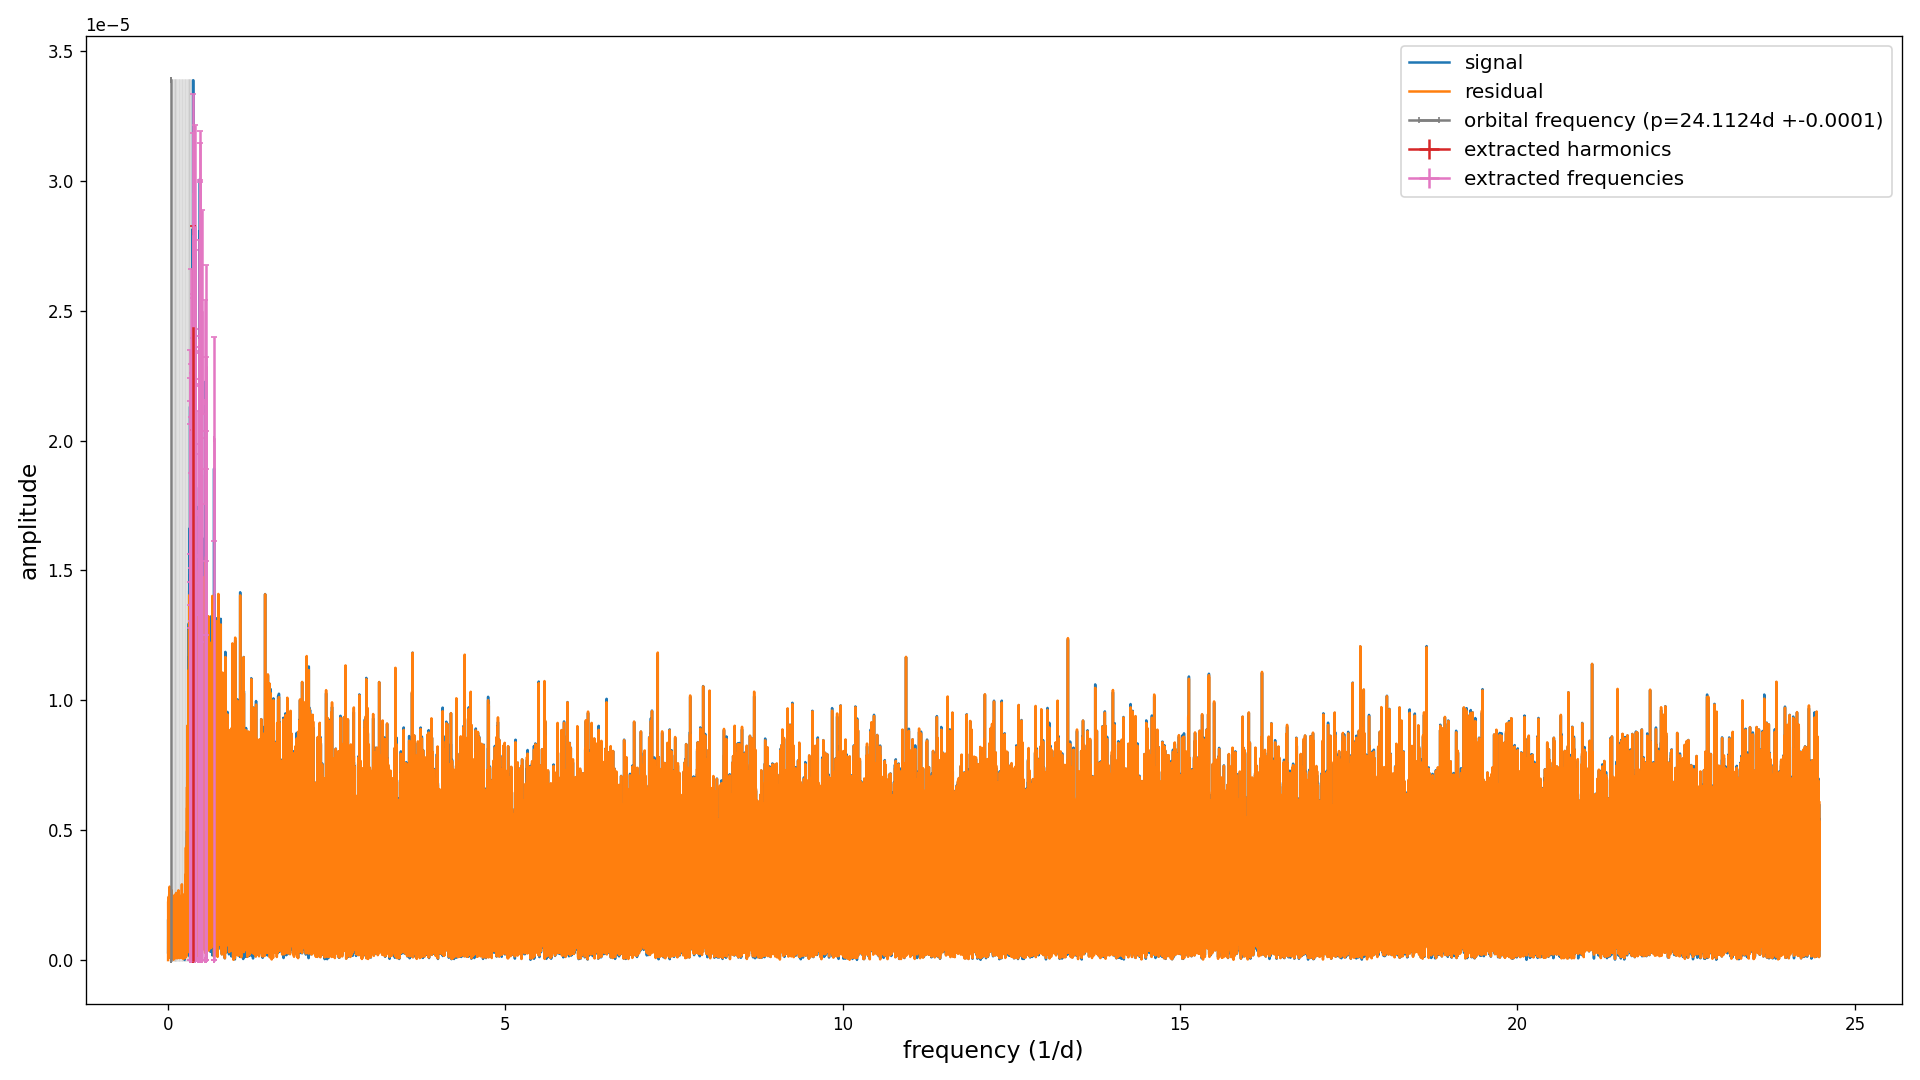 1e−5
3.5
3.0
2.5
2.0
1.5
1.0
0.5
0.0
amplitude
signal
residual
orbital frequency (p=24.1124d +-0.0001)
extracted harmonics
extracted frequencies
0 5 10 15 20 25
frequency (1/d)